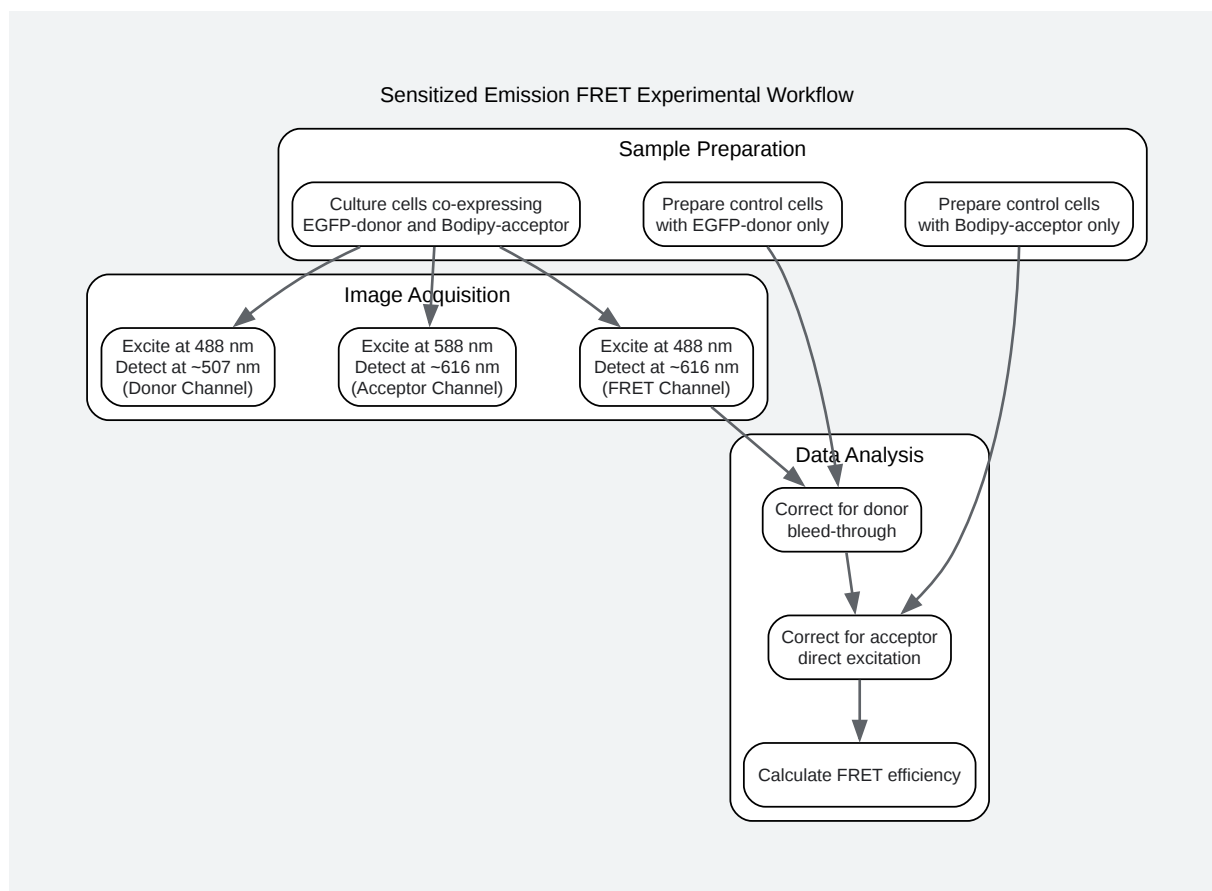 Sensitized Emission FRET Experimental Workflow
Sample Preparation
Culture cells co-expressing
EGFP-donor and Bodipy-acceptor
Prepare control cells
with EGFP-donor only
Prepare control cells
with Bodipy-acceptor only
Image Acquisition
Excite at 488 nm
Detect at ~507 nm
(Donor Channel)
Excite at 588 nm
Detect at ~616 nm
(Acceptor Channel)
Excite at 488 nm
Detect at ~616 nm
(FRET Channel)
Data Analysis
Correct for donor
bleed-through
Correct for acceptor
direct excitation
Calculate FRET efficiency